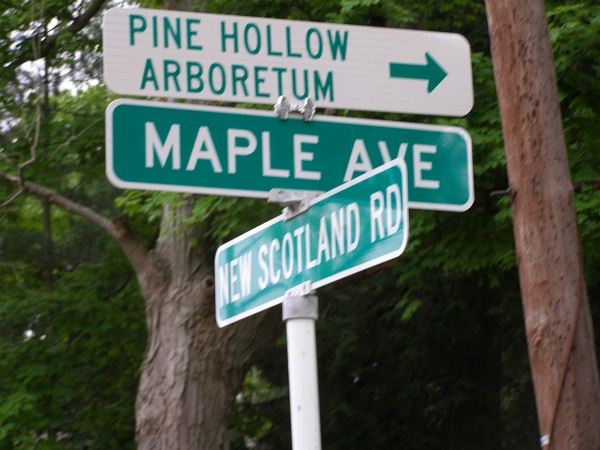 PINE HOLLOW
ARBORETUM
MAPLE AVE
NEW SCOTLAND RD